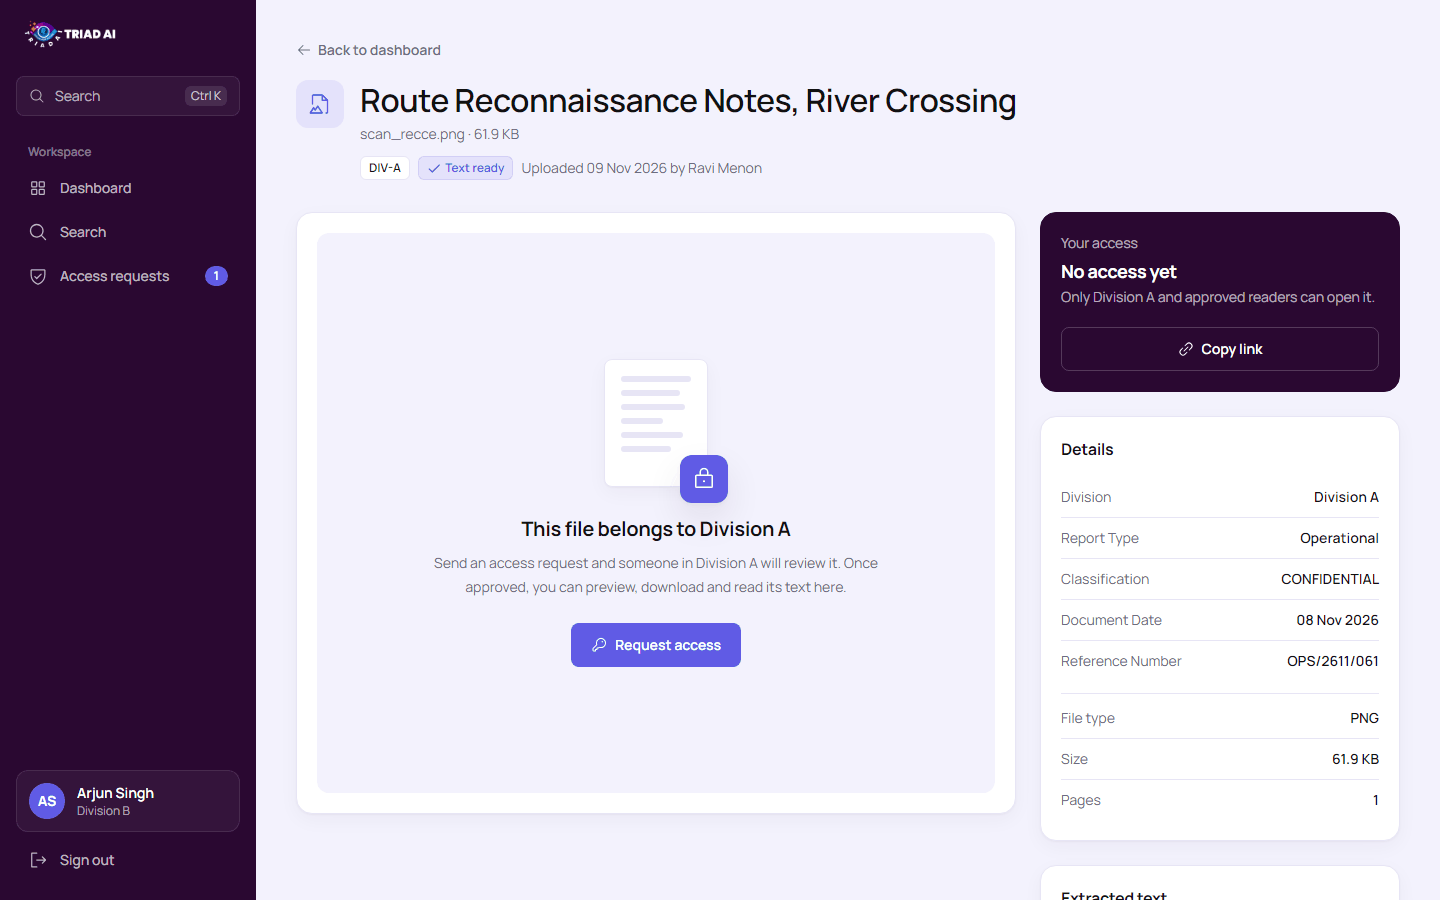 TRIAD AI
TRIADA
Search Ctrl K
Workspace
Dashboard
Search
Access requests 1
AS Arjun Singh
Division B
Sign out
Back to dashboard
Route Reconnaissance Notes, River Crossing
scan_recce.png · 61.9 KB
DIV-A Text ready Uploaded 09 Nov 2026 by Ravi Menon
This file belongs to Division A
Send an access request and someone in Division A will review it. Once
approved, you can preview, download and read its text here.
Request access
Your access
No access yet
Only Division A and approved readers can open it.
Copy link
Details
Division Division A
Report Type Operational
Classification CONFIDENTIAL
Document Date 08 Nov 2026
Reference Number OPS/2611/061
File type PNG
Size 61.9 KB
Pages 1
Extracted text